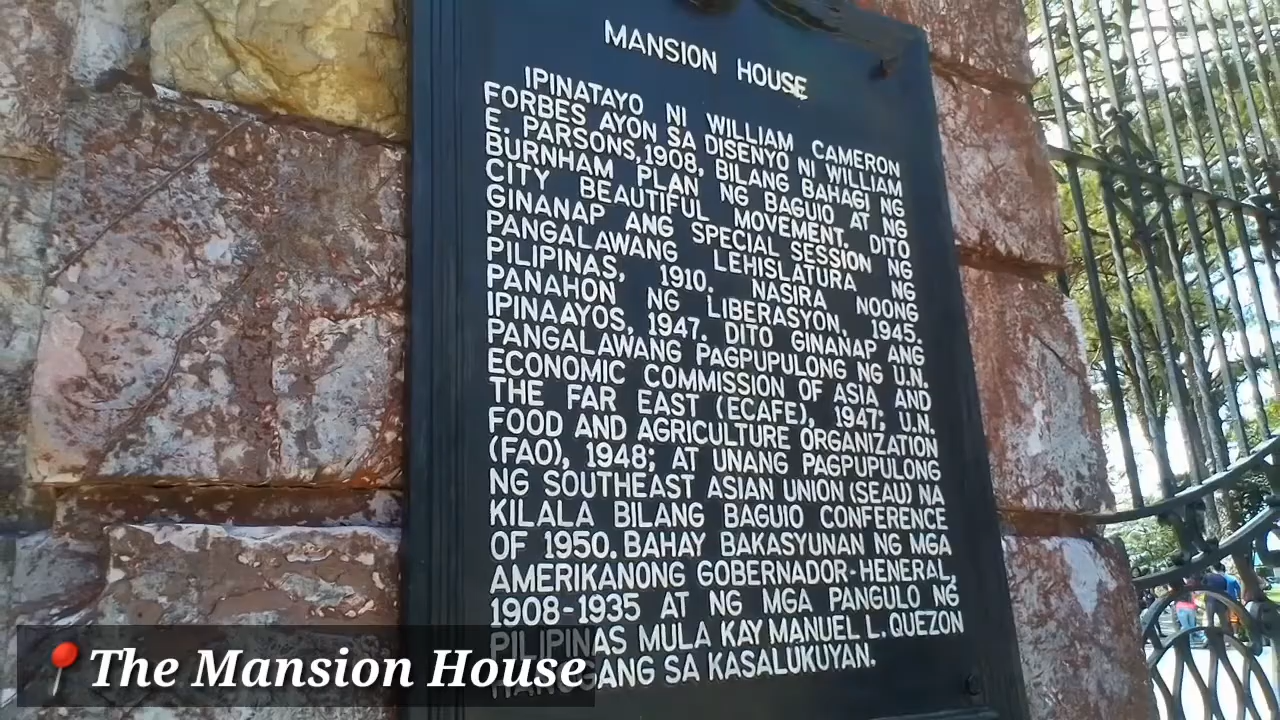 MANSION HOUSE
IPINATAYO NI WILLIAM CAMERON
FORBES AYON SA DISENYO NI WILLIAM
E. PARSONS, 1908, BILANG BAHAGI NG
BURNHAM PLAN NG BAGUIO AT NG
CITY BEAUTIFUL MOVEMENT. DITO
GINANAP ANG SPECIAL SESSION NG
PANGALAWANG LEHISLATURA NG
PILIPINAS, 1910. NASIRA NOONG
PANAHON NG LIBERASYON, 1945.
IPINAAYOS, 1947. DITO GINANAP ANG
PANGALAWANG PAGPUPULONG NG U.N.
ECONOMIC COMMISSION OF ASIA AND
THE FAR EAST (ECAFE), 1947; U.N.
FOOD AND AGRICULTURE ORGANIZATION
(FAO), 1948; AT UNANG PAGPUPULONG
NG SOUTHEAST ASIAN UNION (SEAU) NA
KILALA BILANG BAGUIO CONFERENCE
OF 1950. BAHAY BAKASYUNAN NG MGA
AMERIKANONG GOBERNADOR-HENERAL,
1908-1935 AT NG MGA PANGULO NG
PILIPINAS MULA KAY MANUEL L. QUEZON
HANGGANG SA KASALUKUYAN.
The Mansion House